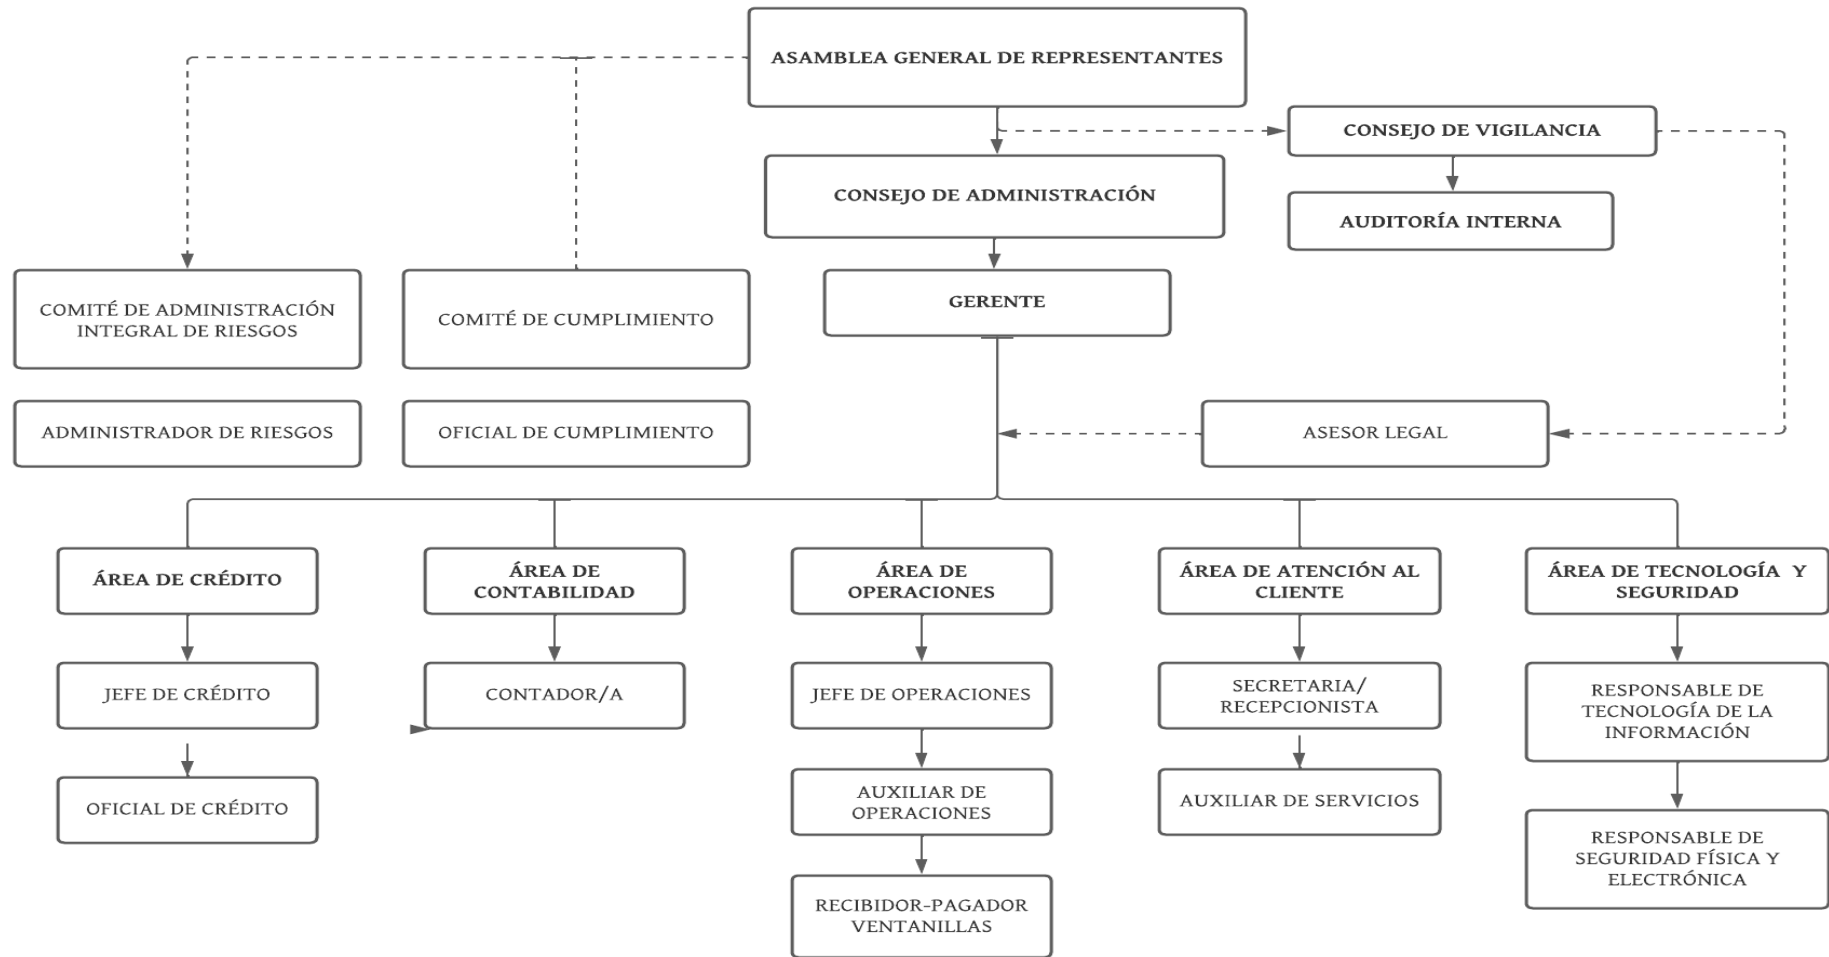 ASAMBLEA GENERAL DE REPRESENTANTES
CONSEJO DE VIGILANCIA
CONSEJO DE ADMINISTRACIÓN
AUDITORÍA INTERNA
COMITÉ DE ADMINISTRACIÓN
INTEGRAL DE RIESGOS
COMITÉ DE CUMPLIMIENTO
GERENTE
ADMINISTRADOR DE RIESGOS
OFICIAL DE CUMPLIMIENTO
ASESOR LEGAL
ÁREA DE CRÉDITO
ÁREA DE
CONTABILIDAD
ÁREA DE
OPERACIONES
ÁREA DE ATENCIÓN AL
CLIENTE
ÁREA DE TECNOLOGÍA Y
SEGURIDAD
JEFE DE CRÉDITO
CONTADOR/A
JEFE DE OPERACIONES
SECRETARIA/
RECEPCIONISTA
RESPONSABLE DE
TECNOLOGÍA DE LA
INFORMACIÓN
OFICIAL DE CRÉDITO
AUXILIAR DE
OPERACIONES
AUXILIAR DE SERVICIOS
RESPONSABLE DE
SEGURIDAD FÍSICA Y
ELECTRÓNICA
RECIBIDOR-PAGADOR
VENTANILLAS